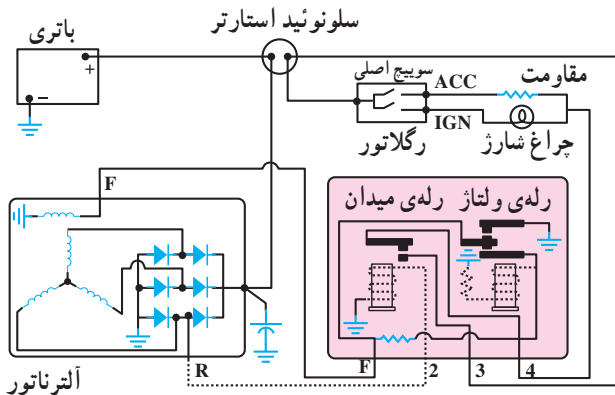 سلونوئید استارتر
باتری
+
−
سوییچ اصلی
ACC
مقاومت
IGN
رگلاتور
چراغ شارژ
F
رله‌ی میدان
رله‌ی ولتاژ
F
2
3
4
R
آلترناتور